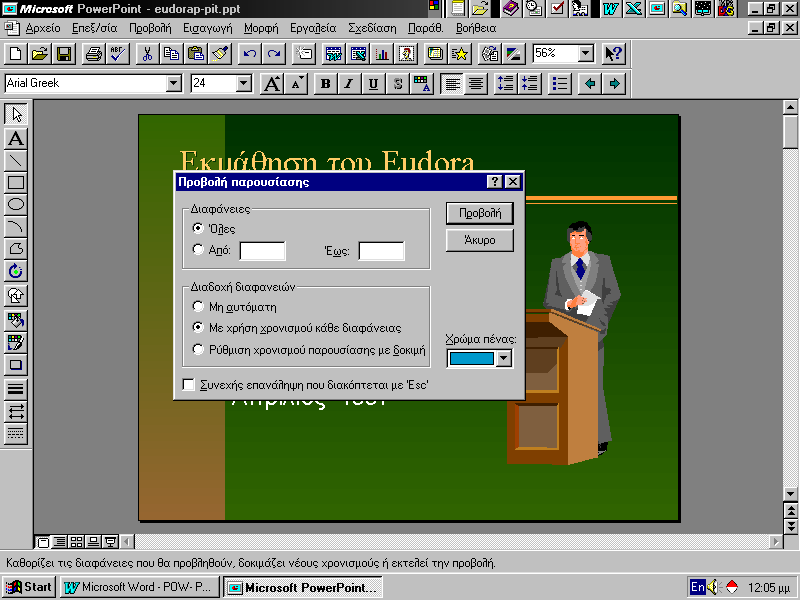 Microsoft PowerPoint - eudorap-pit.ppt
Αρχείο Επεξ/σία Προβολή Εισαγωγή Μορφή Εργαλεία Σχεδίαση Παράθ. Βοήθεια
56%
Arial Greek 24
Εκμάθηση του Eudora
Προβολή παρουσίασης
Διαφάνειες
Όλες
Από: Έως:
Προβολή
Άκυρο
Διαδοχή διαφανειών
Μη αυτόματη
Με χρήση χρονισμού κάθε διαφάνειας
Ρύθμιση χρονισμού παρουσίασης με δοκιμή
Χρώμα πένας:
Συνεχής επανάληψη που διακόπτεται με 'Esc'
Απρίλιος 1997
Καθορίζει τις διαφάνειες που θα προβληθούν, δοκιμάζει νέους χρονισμούς ή εκτελεί την προβολή.
Start Microsoft Word - POW- P... Microsoft PowerPoint... En 12:05 μμ